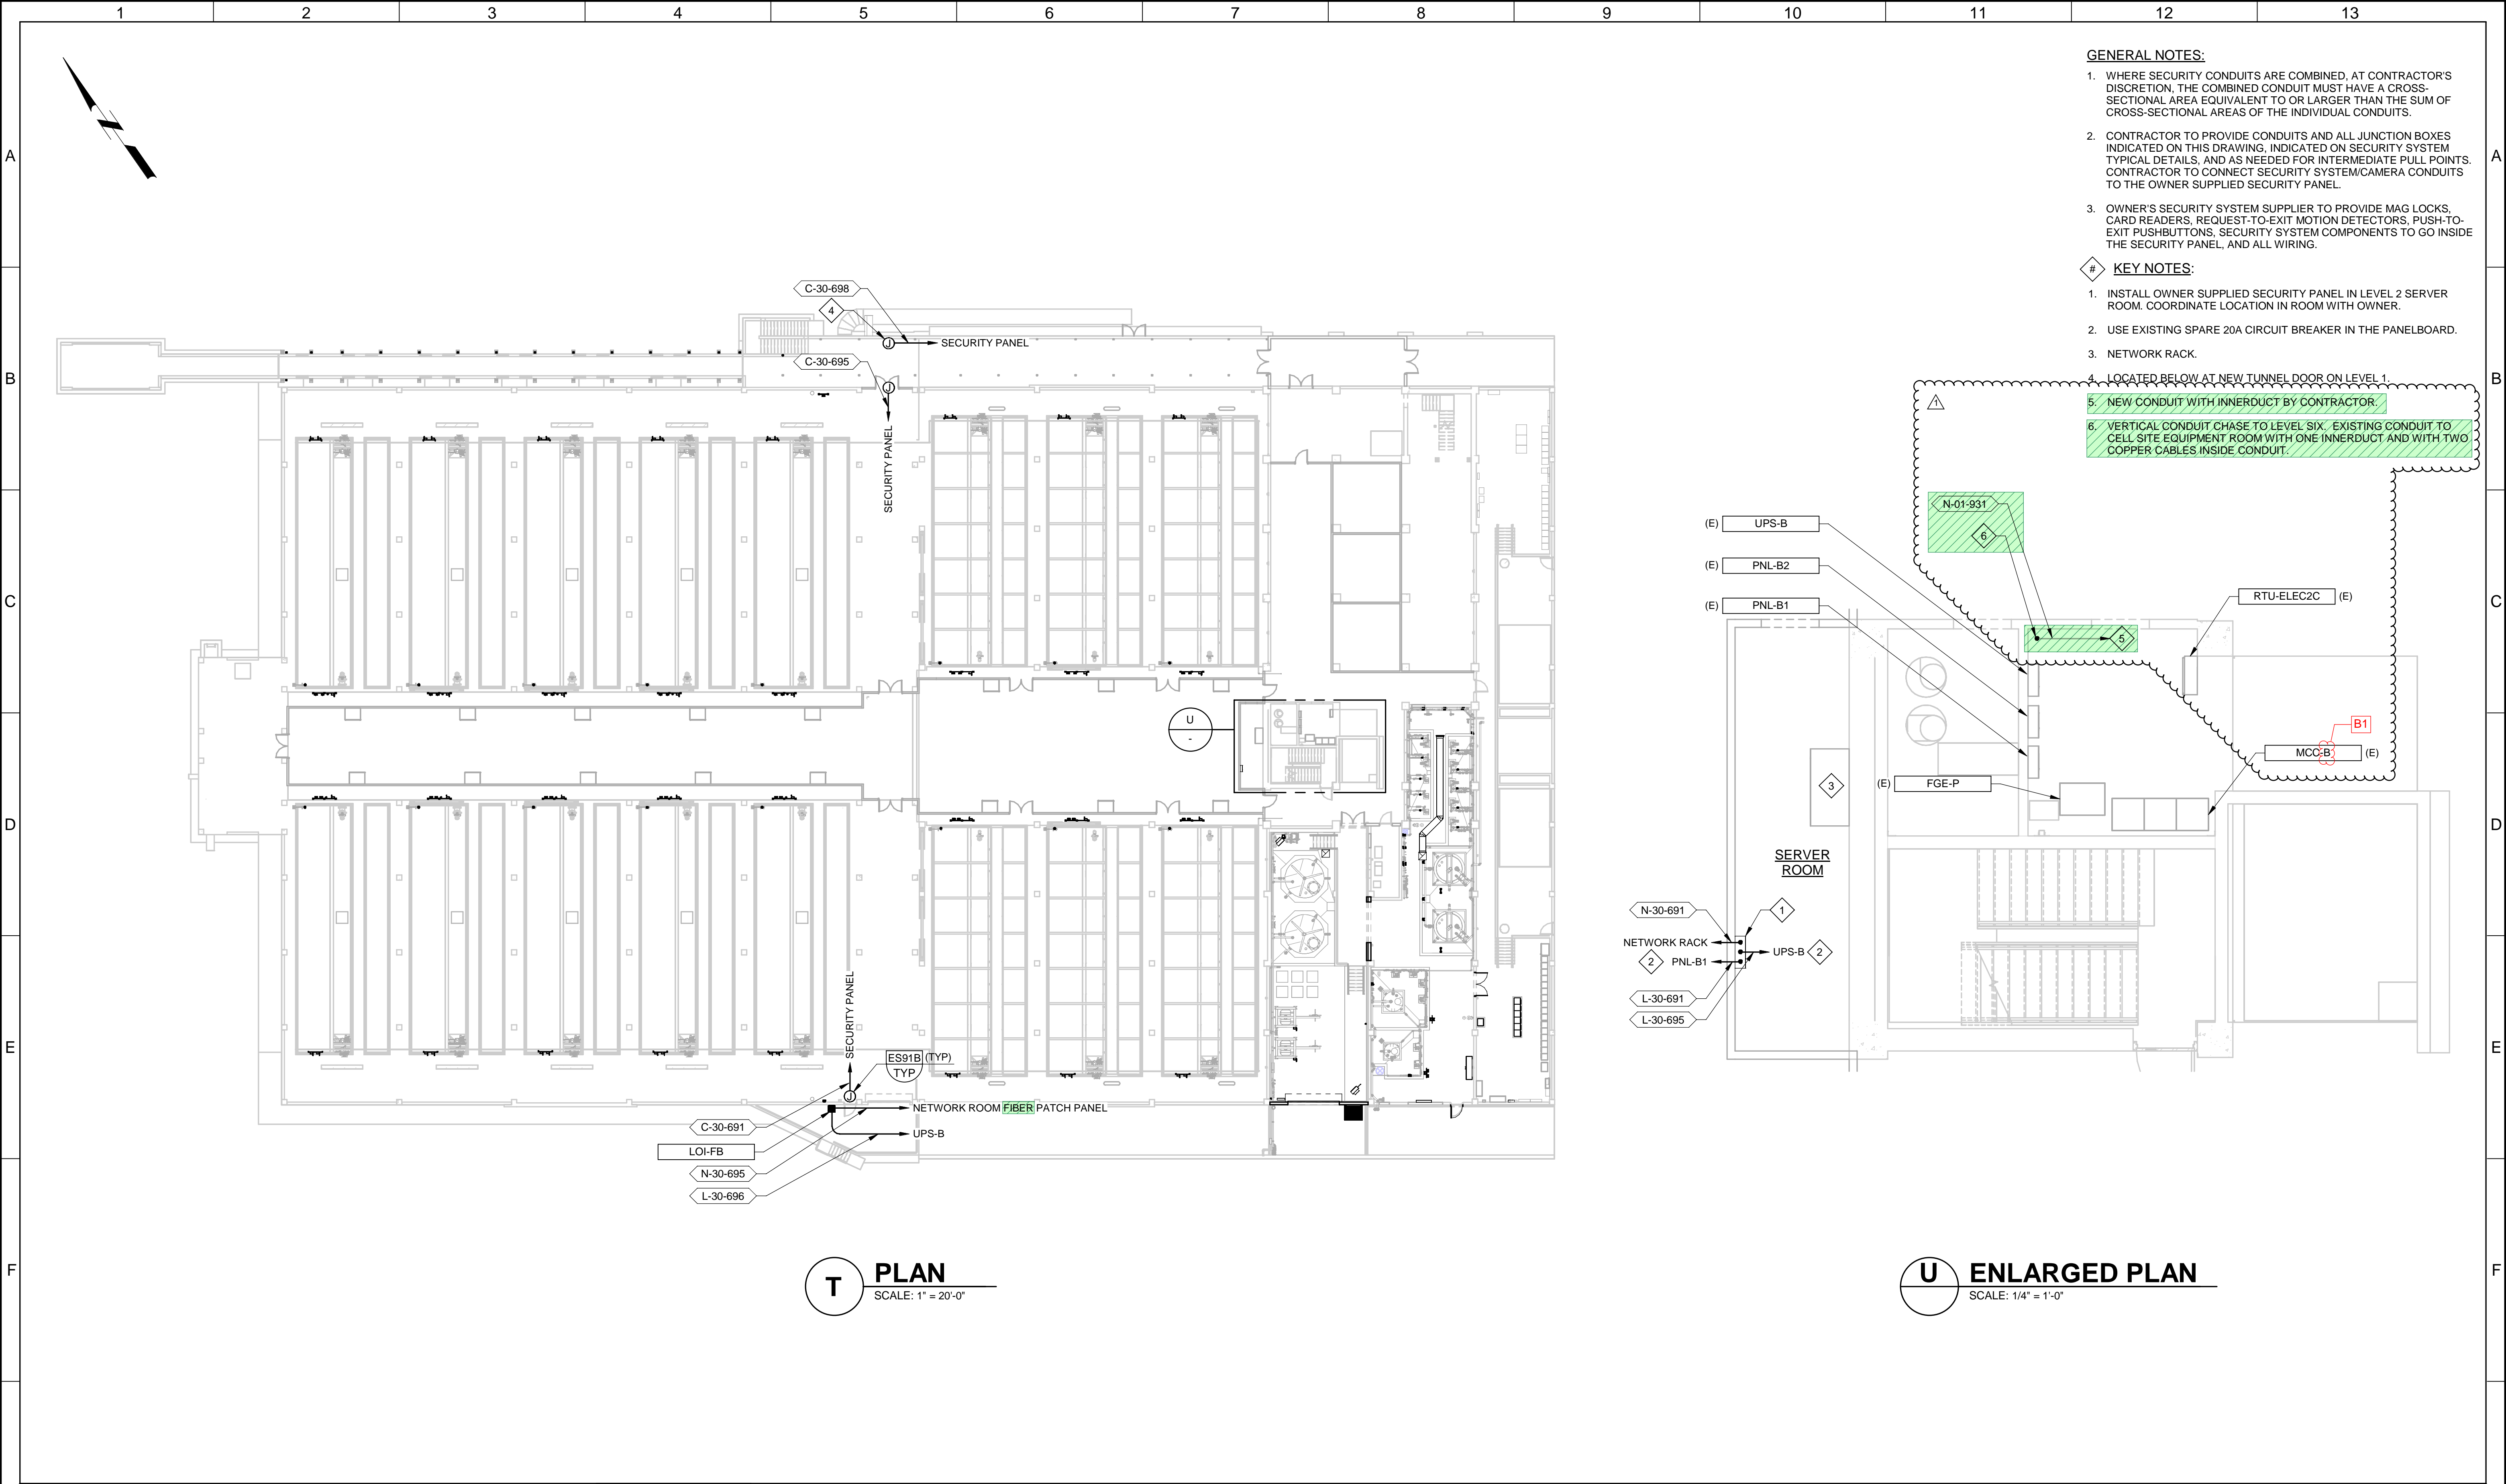 1 2 3 4 5 6 7 8 9 10 11 12 13
A
B
C
D
E
F
A
B
C
D
E
F
GENERAL NOTES:
1. WHERE SECURITY CONDUITS ARE COMBINED, AT CONTRACTOR'S
DISCRETION, THE COMBINED CONDUIT MUST HAVE A CROSS-
SECTIONAL AREA EQUIVALENT TO OR LARGER THAN THE SUM OF
CROSS-SECTIONAL AREAS OF THE INDIVIDUAL CONDUITS.
2. CONTRACTOR TO PROVIDE CONDUITS AND ALL JUNCTION BOXES
INDICATED ON THIS DRAWING, INDICATED ON SECURITY SYSTEM
TYPICAL DETAILS, AND AS NEEDED FOR INTERMEDIATE PULL POINTS.
CONTRACTOR TO CONNECT SECURITY SYSTEM/CAMERA CONDUITS
TO THE OWNER SUPPLIED SECURITY PANEL.
3. OWNER'S SECURITY SYSTEM SUPPLIER TO PROVIDE MAG LOCKS,
CARD READERS, REQUEST-TO-EXIT MOTION DETECTORS, PUSH-TO-
EXIT PUSHBUTTONS, SECURITY SYSTEM COMPONENTS TO GO INSIDE
THE SECURITY PANEL, AND ALL WIRING.
# KEY NOTES:
1. INSTALL OWNER SUPPLIED SECURITY PANEL IN LEVEL 2 SERVER
ROOM. COORDINATE LOCATION IN ROOM WITH OWNER.
2. USE EXISTING SPARE 20A CIRCUIT BREAKER IN THE PANELBOARD.
3. NETWORK RACK.
4. LOCATED BELOW AT NEW TUNNEL DOOR ON LEVEL 1.
1
5. NEW CONDUIT WITH INNERDUCT BY CONTRACTOR.
6. VERTICAL CONDUIT CHASE TO LEVEL SIX. EXISTING CONDUIT TO
CELL SITE EQUIPMENT ROOM WITH ONE INNERDUCT AND WITH TWO
COPPER CABLES INSIDE CONDUIT.
C-30-698
4
J
SECURITY PANEL
C-30-695
J
SECURITY PANEL
U
-
SECURITY PANEL
ES91B (TYP)
TYP
J
NETWORK ROOM FIBER PATCH PANEL
C-30-691
UPS-B
LOI-FB
N-30-695
L-30-696
N-01-931
6
(E) UPS-B
(E) PNL-B2
(E) PNL-B1
5
RTU-ELEC2C (E)
B1
MCC-B (E)
3
(E) FGE-P
SERVER
ROOM
N-30-691
1
NETWORK RACK
UPS-B 2
2 PNL-B1
L-30-691
L-30-695
T PLAN
SCALE: 1" = 20'-0"
U ENLARGED PLAN
SCALE: 1/4" = 1'-0"